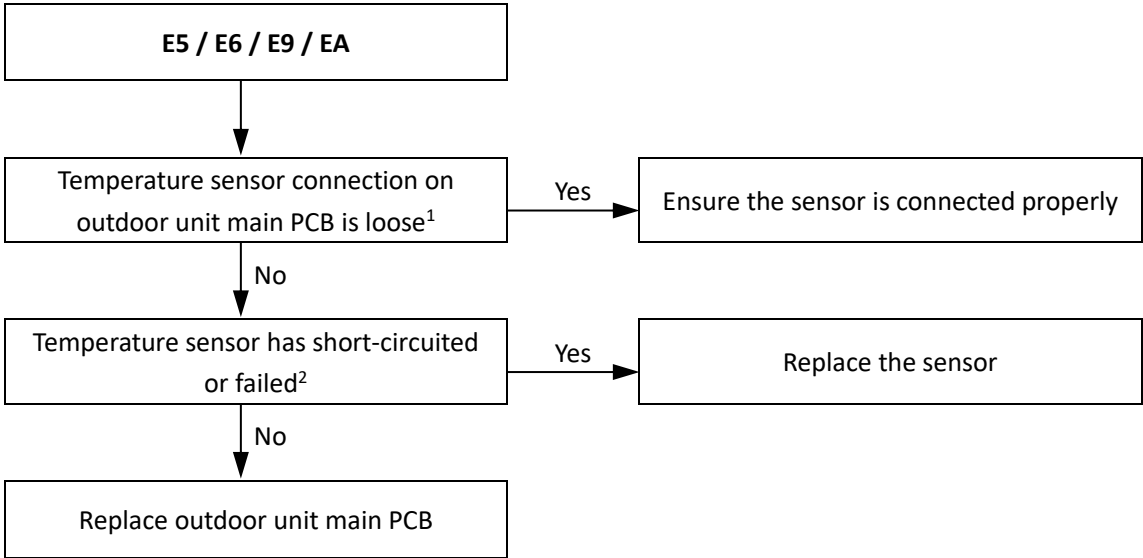 E5 / E6 / E9 / EA
Temperature sensor connection on
outdoor unit main PCB is loose¹
Yes
Ensure the sensor is connected properly
No
Temperature sensor has short-circuited
or failed²
Yes
Replace the sensor
No
Replace outdoor unit main PCB